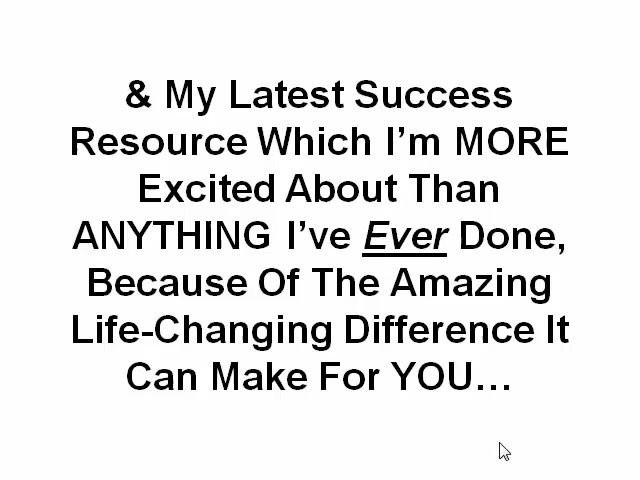 & My Latest Success
Resource Which I’m MORE
Excited About Than
ANYTHING I’ve Ever Done,
Because Of The Amazing
Life-Changing Difference It
Can Make For YOU…